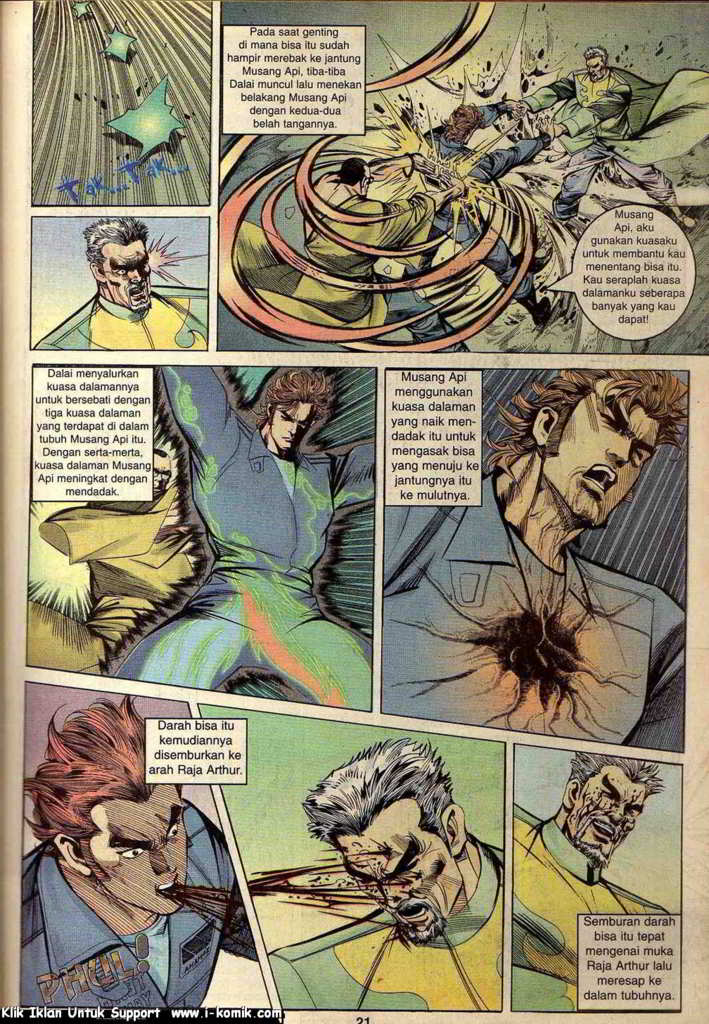 Tak... Tak...
Pada saat genting
di mana bisa itu sudah
hampir merebak ke jantung
Musang Api, tiba-tiba
Dalai muncul lalu menekan
belakang Musang Api
dengan kedua-dua
belah tangannya.
Musang
Api, aku
gunakan kuasaku
untuk membantu kau
menentang bisa itu.
Kau seraplah kuasa
dalamanku seberapa
banyak yang kau
dapat!
Dalai menyalurkan
kuasa dalamannya
untuk bersebati dengan
tiga kuasa dalaman
yang terdapat di dalam
tubuh Musang Api itu.
Dengan serta-merta,
kuasa dalaman Musang
Api meningkat dengan
mendadak.
Musang Api
menggunakan
kuasa dalaman
yang naik men-
dadak itu untuk
mengasak bisa
yang menuju ke
jantungnya itu
ke mulutnya.
Darah bisa itu
kemudiannya
disemburkan ke
arah Raja Arthur.
PHUL!
Semburan darah
bisa itu tepat
mengenai muka
Raja Arthur lalu
meresap ke
dalam tubuhnya.
21
Klik Iklan Untuk Support www.i-komik.com